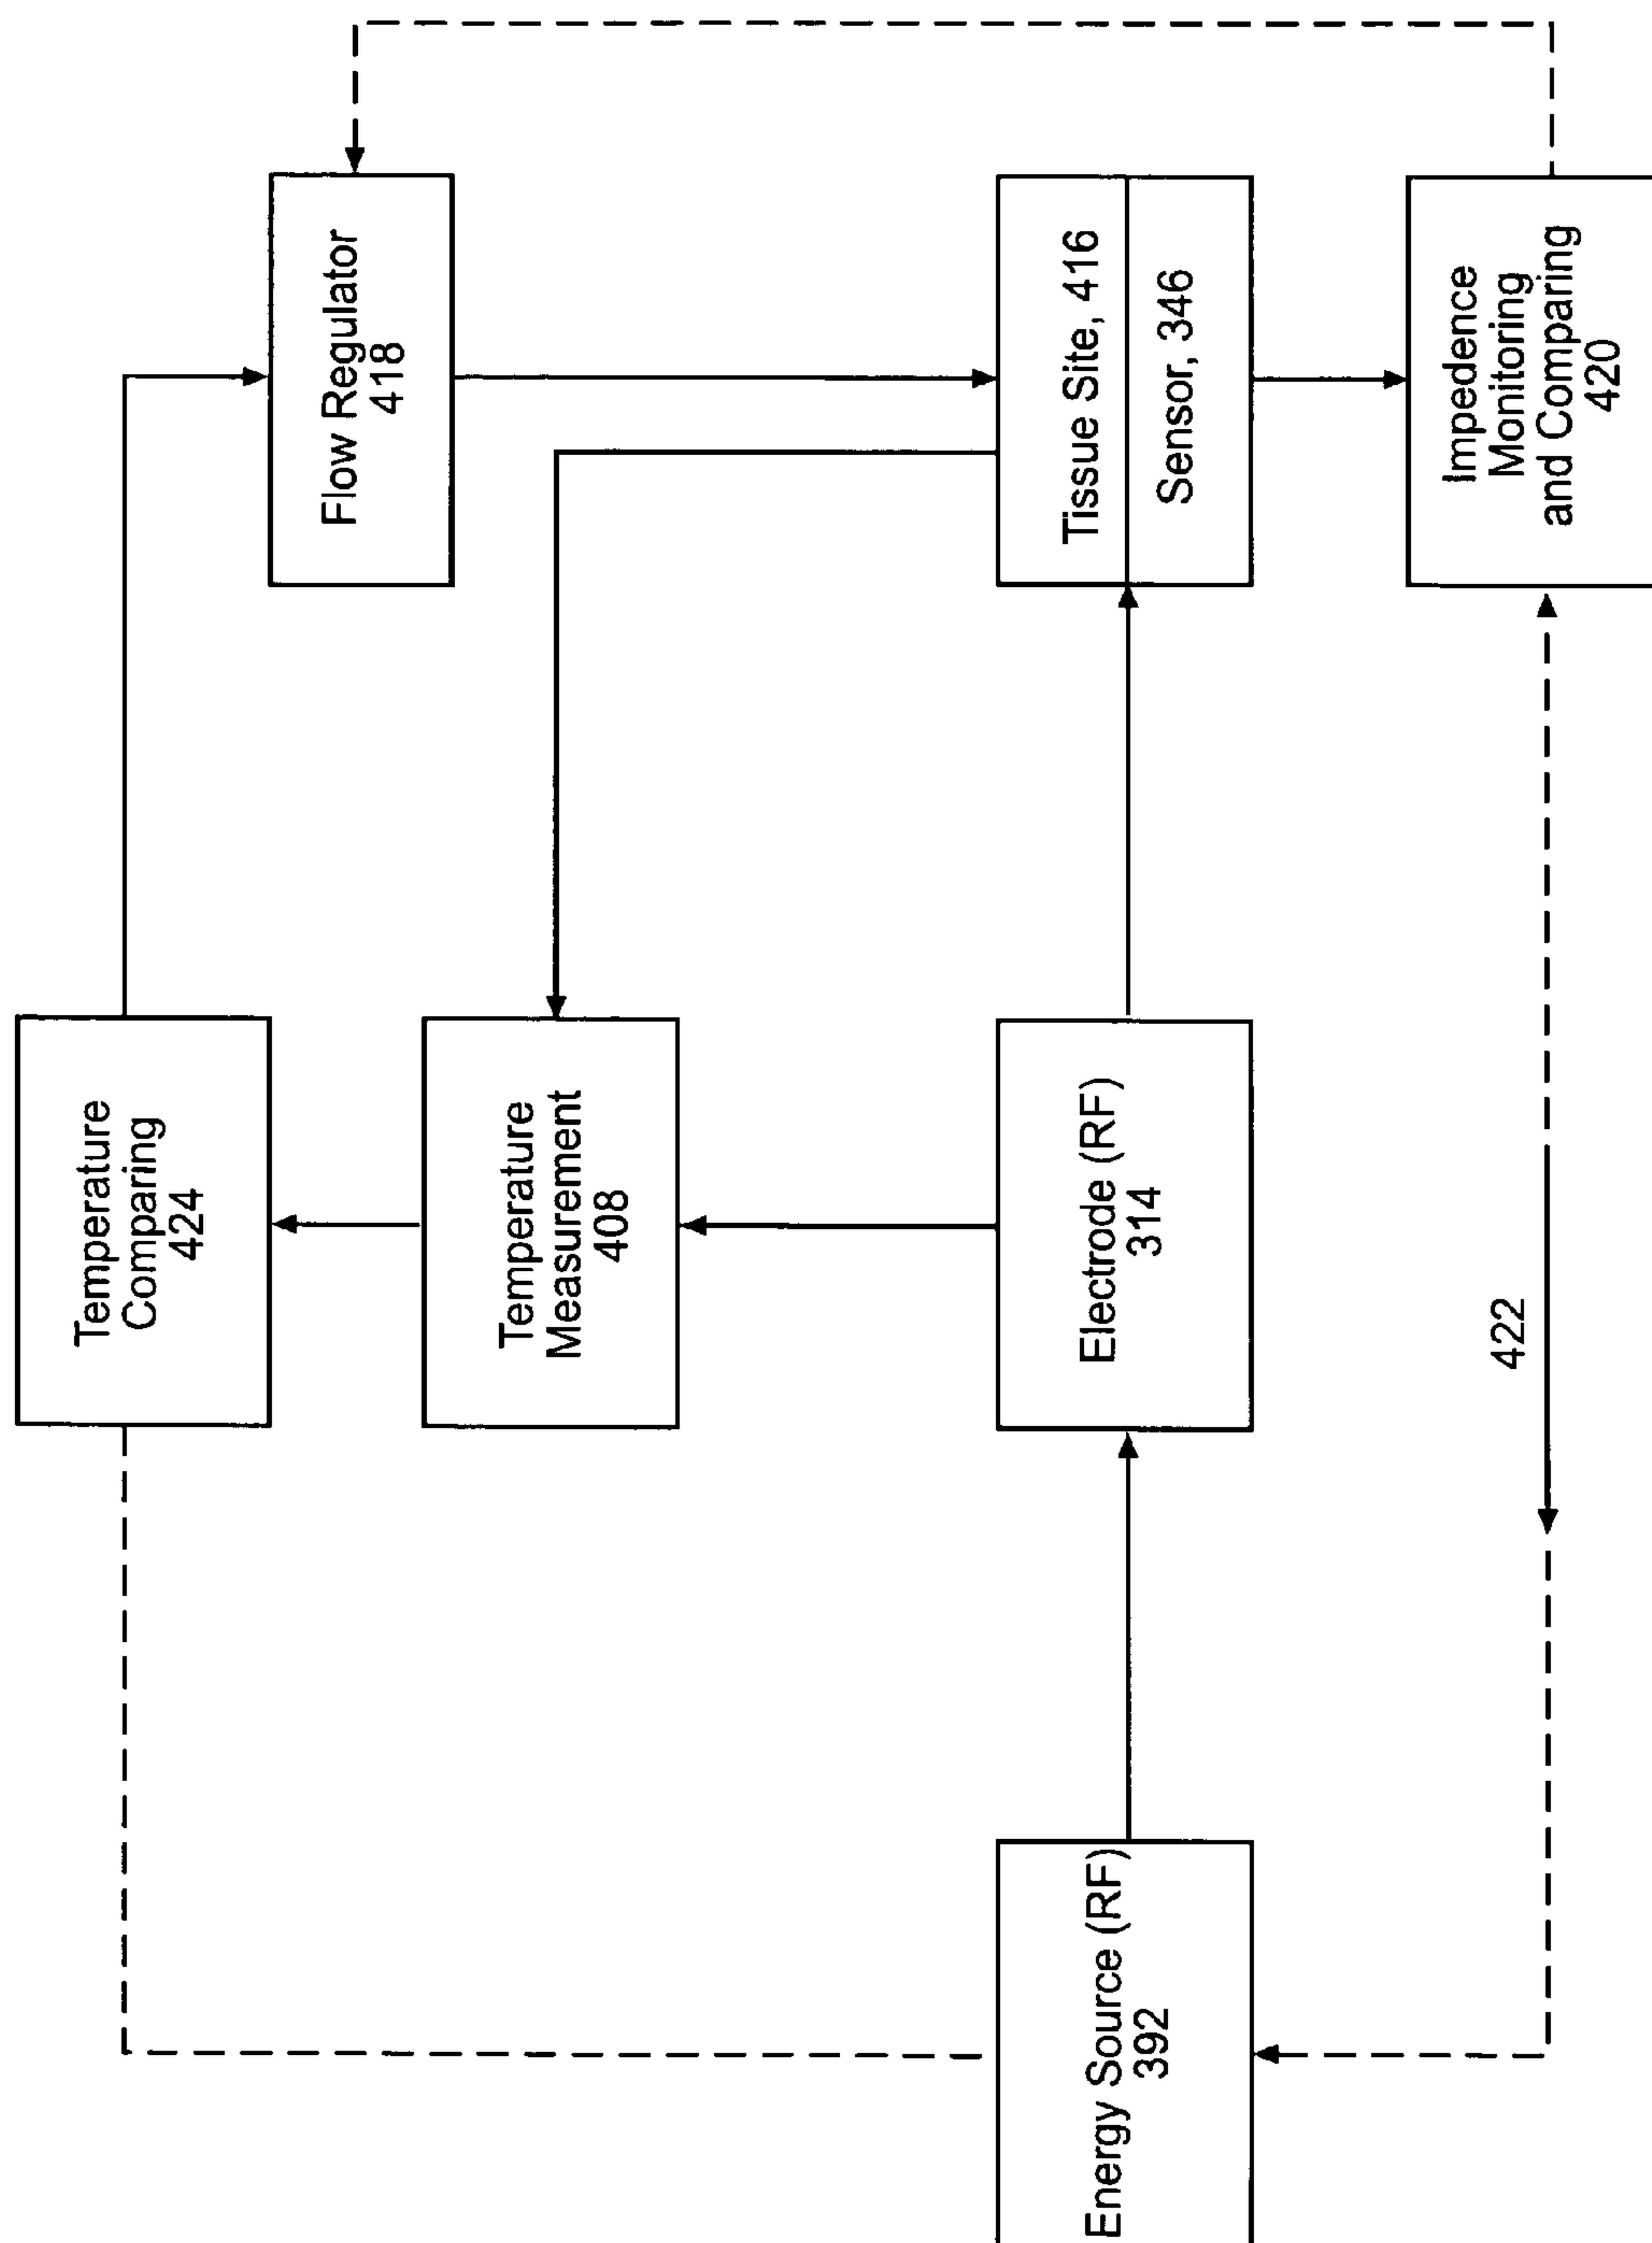 Temperature
Comparing
424
Flow Regulator
418
Temperature
Measurement
408
Energy Source (RF)
392
Electrode (RF)
314
Tissue Site, 416
Sensor, 346
422
Impedence
Monitoring
and Comparing
420